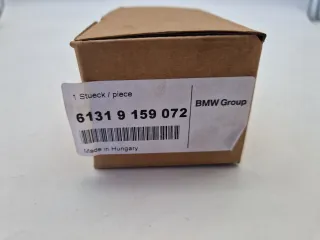 1 Stueck / piece
6131 9 159 072
BMW Group
Made in Hungary